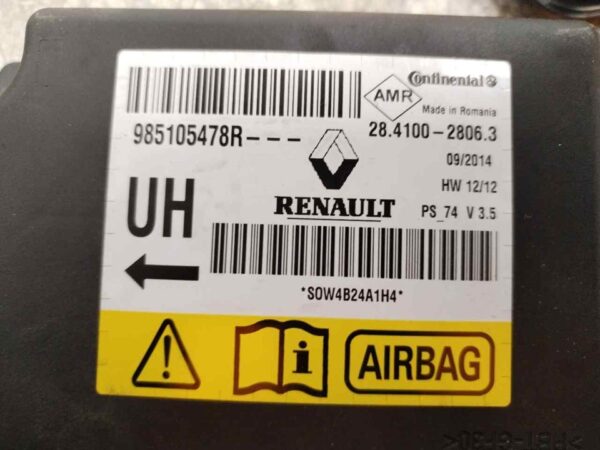 Continental
AMR
Made in Romania
985105478R---
28.4100-2806.3
09/2014
HW 12/12
UH
RENAULT
PS_74 V 3.5
*S0W4B24A1H4*
i
AIRBAG